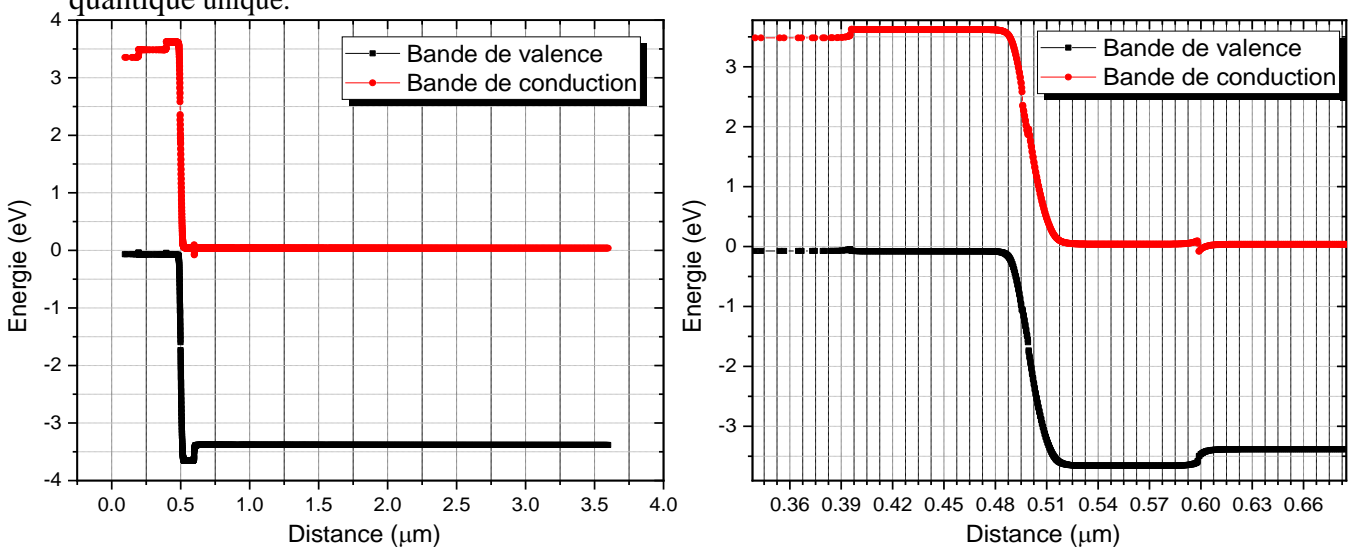 quantique unique.
4
3
2
1
0
-1
-2
-3
-4
Energie (eV)
0.0 0.5 1.0 1.5 2.0 2.5 3.0 3.5 4.0
Distance (μm)
Bande de valence
Bande de conduction
3
2
1
0
-1
-2
-3
Energie (eV)
0.36 0.39 0.42 0.45 0.48 0.51 0.54 0.57 0.60 0.63 0.66
Distance (μm)
Bande de valence
Bande de conduction